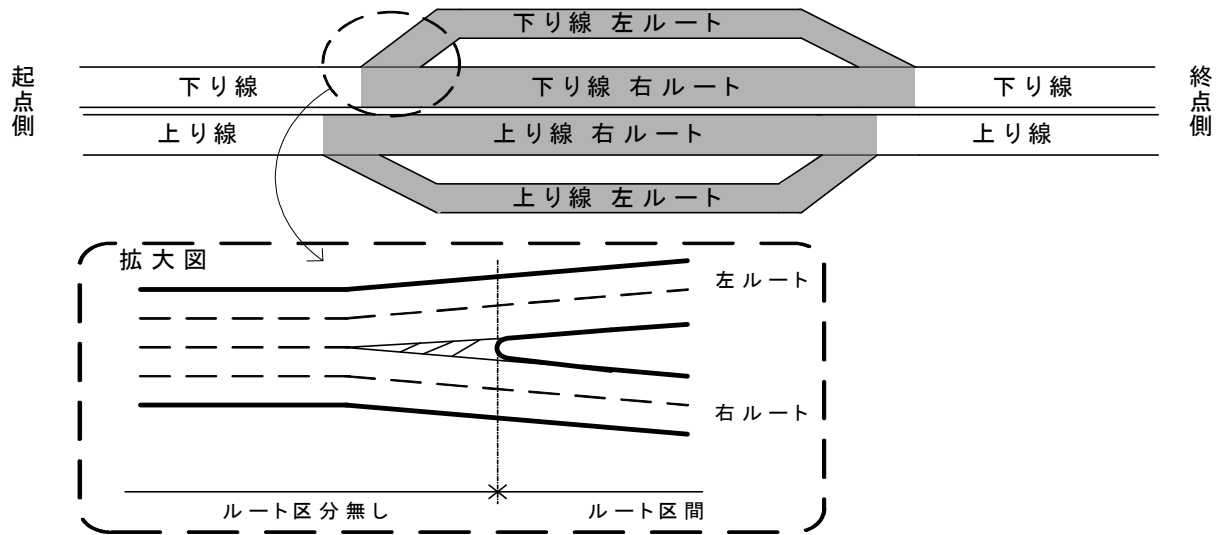 下り線 左ルート
起点側
下り線
下り線 右ルート
下り線
終点側
上り線
上り線 右ルート
上り線
上り線 左ルート
拡大図
左ルート
右ルート
ルート区分無し
ルート区間